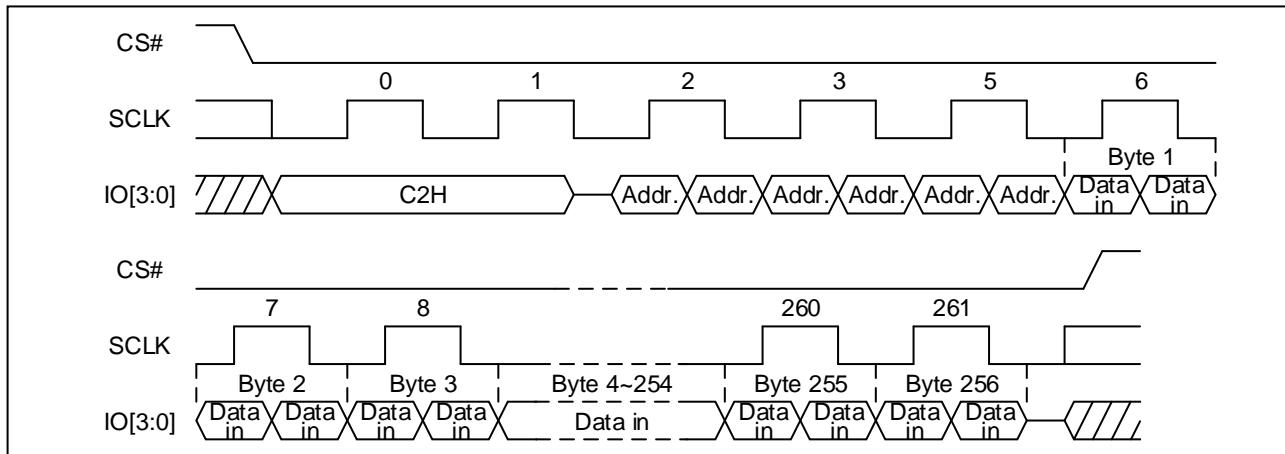 CS#
0 1 2 3 5 6
SCLK
Byte 1
IO[3:0] C2H Addr. Addr. Addr. Addr. Addr. Addr. Data in Data in
CS#
7 8 260 261
SCLK
Byte 2 Byte 3 Byte 4~254 Byte 255 Byte 256
IO[3:0] Data in Data in Data in Data in Data in Data in Data in Data in Data in